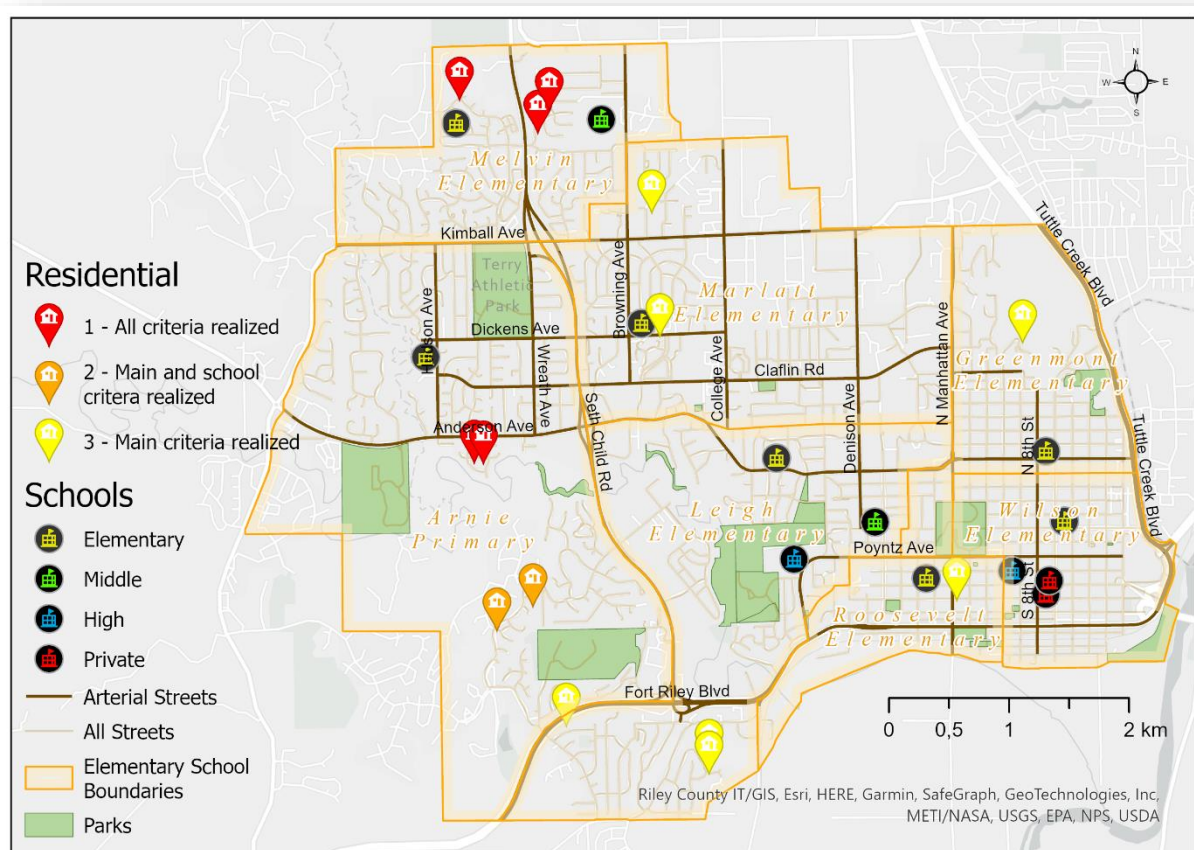 N
W E
S
Melvin
Elementary
Kimball Ave
Tuttle Creek Blvd
Residential
1 - All criteria realized
2 - Main and school
critera realized
3 - Main criteria realized
Terry
Athletic
Park
Browning Ave
Marlatt
Elementary
Dickens Ave
Wreath Ave
College Ave
Claflin Rd
N Manhattan Ave
Greenmont
Elementary
Anderson Ave
Seth Child Rd
Denison Ave
N 8th St
Tuttle Creek Blvd
Schools
Elementary
Middle
High
Private
Arterial Streets
All Streets
Elementary School
Boundaries
Parks
Arnie
Primary
Leigh
Elementary
Wilson
Elementary
Poyntz Ave
S 8th St
Roosevelt
Elementary
Fort Riley Blvd
0 0,5 1 2 km
Riley County IT/GIS, Esri, HERE, Garmin, SafeGraph, GeoTechnologies, Inc,
METI/NASA, USGS, EPA, NPS, USDA